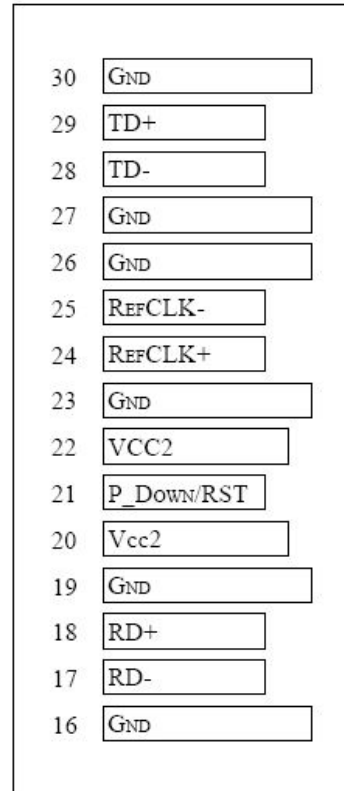 30 GND
29 TD+
28 TD-
27 GND
26 GND
25 REFCLK-
24 REFCLK+
23 GND
22 VCC2
21 P_DOWN/RST
20 Vcc2
19 GND
18 RD+
17 RD-
16 GND